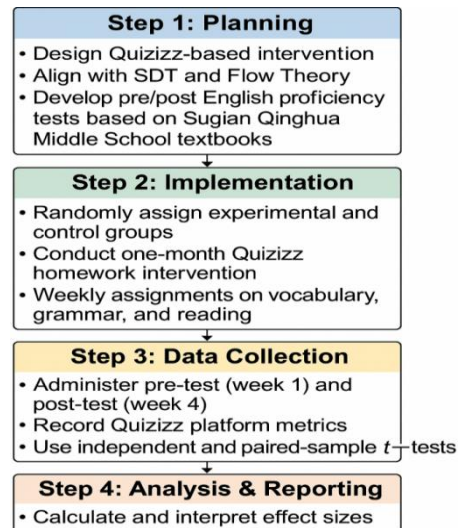 Step 1: Planning
• Design Quizizz-based intervention
• Align with SDT and Flow Theory
• Develop pre/post English proficiency
tests based on Sugian Qinghua
Middle School textbooks
Step 2: Implementation
• Randomly assign experimental and
control groups
• Conduct one-month Quizizz
homework intervention
• Weekly assignments on vocabulary,
grammar, and reading
Step 3: Data Collection
• Administer pre-test (week 1) and
post-test (week 4)
• Record Quizizz platform metrics
• Use independent and paired-sample t-tests
Step 4: Analysis & Reporting
• Calculate and interpret effect sizes